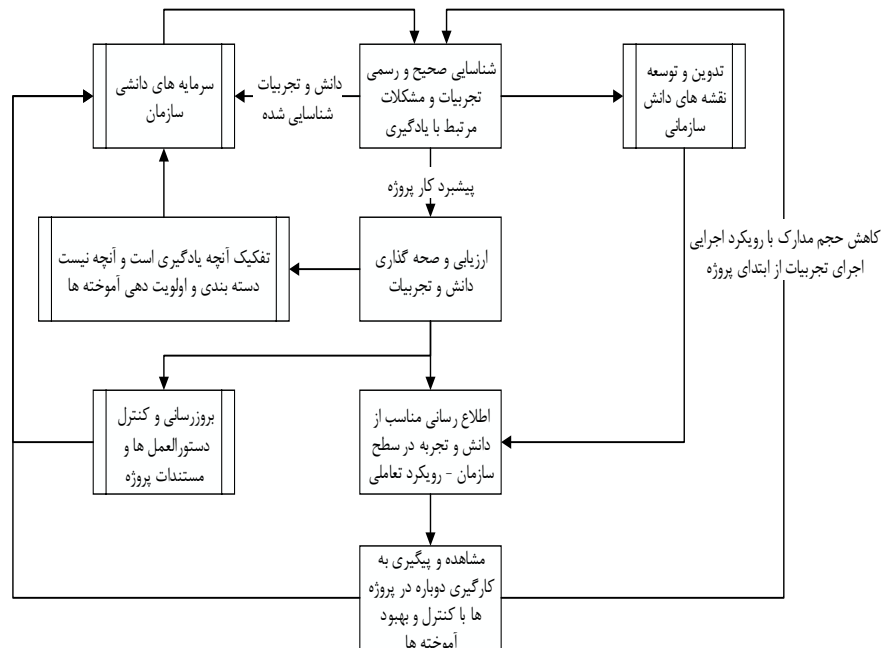 شناسایی صحیح و رسمی
تجربیات و مشکلات
مرتبط با یادگیری
تدوین و توسعه
نقشه های دانش
سازمانی
سرمایه های دانشی
سازمان
دانش و تجربیات
شناسایی شده
پیشبرد کار پروژه
ارزیابی و صحه گذاری
دانش و تجربیات
تفکیک آنچه یادگیری است و آنچه نیست
دسته بندی و اولویت دهی آموخته ها
کاهش حجم مدارک با رویکرد اجرایی
اجرای تجربیات از ابتدای پروژه
اطلاع رسانی مناسب از
دانش و تجربه در سطح
سازمان - رویکرد تعاملی
بروزرسانی و کنترل
دستورالعمل ها و
مستندات پروژه
مشاهده و پیگیری به
کارگیری دوباره در پروژه
ها با کنترل و بهبود
آموخته ها